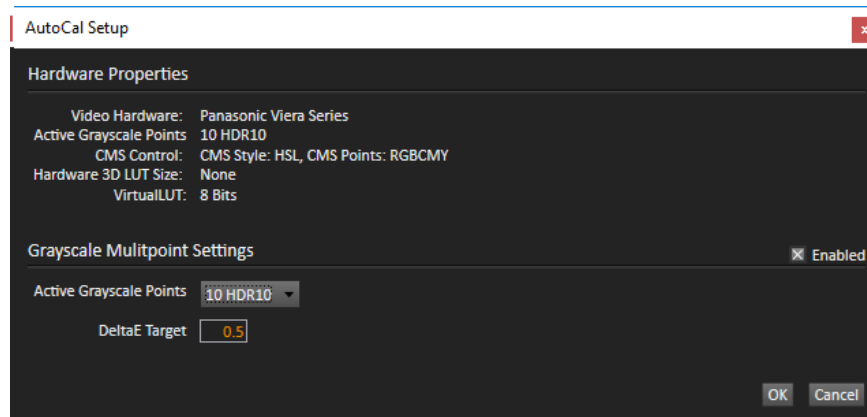 AutoCal Setup
x
Hardware Properties
Video Hardware: Panasonic Viera Series
Active Grayscale Points 10 HDR10
CMS Control: CMS Style: HSL, CMS Points: RGBCMY
Hardware 3D LUT Size: None
VirtualLUT: 8 Bits
Grayscale Mulitpoint Settings
Enabled
Active Grayscale Points 10 HDR10
DeltaE Target 0.5
OK Cancel